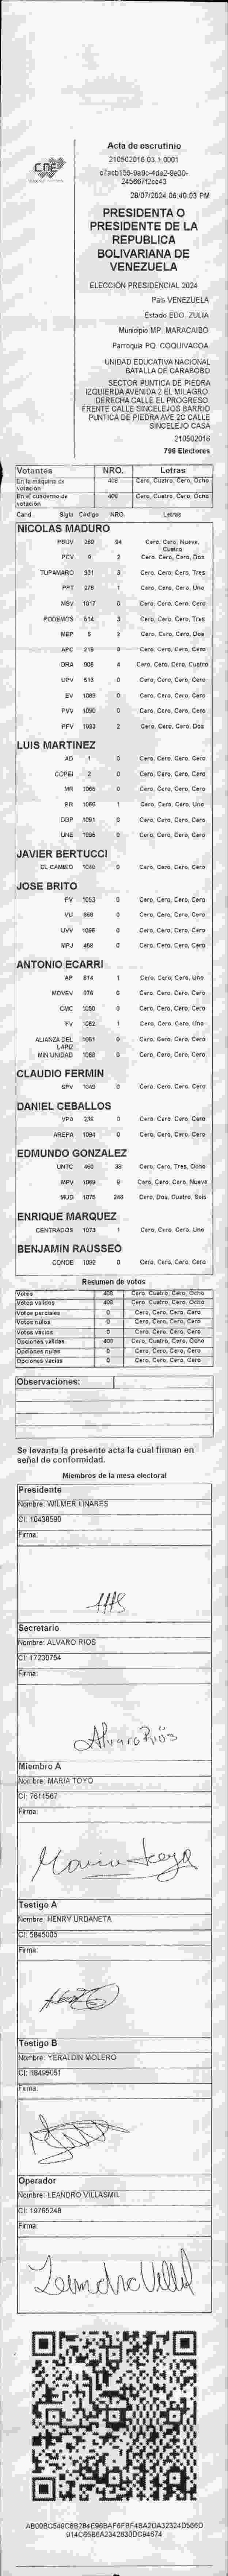 CNE
Acta de escrutinio
210502016.03.1.0001
28/07/2024 06:40:03 PM
PRESIDENTA O
PRESIDENTE DE LA
REPUBLICA
BOLIVARIANA DE
VENEZUELA
ELECCIÓN PRESIDENCIAL 2024
País VENEZUELA
Estado EDO. ZULIA
Municipio MP. MARACAIBO
Parroquia PQ. COQUIVACOA
UNIDAD EDUCATIVA NACIONAL
BATALLA DE CARABOBO
SECTOR PUNTICA DE PIEDRA
IZQUIERDA AVENIDA 2 EL MILAGRO
DERECHA CALLE EL PROGRESO
FRENTE CALLE SINCELEJOS BARRIO
PUNTICA DE PIEDRA AVE 2C CALLE
SINCELEJO CASA
210502016
796 Electores
Votantes NRO. Letras
En la máquina de votación 408 Cero, Cuatro, Cero, Ocho
En el cuaderno de votación 408 Cero, Cuatro, Cero, Ocho
Cand. Sigla Código NRO. Letras
NICOLAS MADURO
PSUV 269 94 Cero, Cero, Nueve, Cuatro
PCV 5 2 Cero, Cero, Cero, Dos
TUPAMARO 931 3 Cero, Cero, Cero, Tres
PPT 278 1 Cero, Cero, Cero, Uno
MSV 1017 0 Cero, Cero, Cero, Cero
PODEMOS 514 3 Cero, Cero, Cero, Tres
MEP 6 2 Cero, Cero, Cero, Dos
APC 219 0 Cero, Cero, Cero, Cero
ORA 906 4 Cero, Cero, Cero, Cuatro
UPV 513 0 Cero, Cero, Cero, Cero
EV 1089 0 Cero, Cero, Cero, Cero
PVV 1090 0 Cero, Cero, Cero, Cero
PFV 1093 2 Cero, Cero, Cero, Dos
LUIS MARTINEZ
AD 1 0 Cero, Cero, Cero, Cero
COPEI 2 0 Cero, Cero, Cero, Cero
MR 1065 0 Cero, Cero, Cero, Cero
BR 1066 1 Cero, Cero, Cero, Uno
DDP 1091 0 Cero, Cero, Cero, Cero
UNE 1098 0 Cero, Cero, Cero, Cero
JAVIER BERTUCCI
EL CAMBIO 1048 0 Cero, Cero, Cero, Cero
JOSE BRITO
PV 1053 0 Cero, Cero, Cero, Cero
VU 868 0 Cero, Cero, Cero, Cero
UVV 1096 0 Cero, Cero, Cero, Cero
MPJ 458 0 Cero, Cero, Cero, Cero
ANTONIO ECARRI
AP 814 1 Cero, Cero, Cero, Uno
MOVEV 976 0 Cero, Cero, Cero, Cero
CMC 1050 0 Cero, Cero, Cero, Cero
FV 1062 1 Cero, Cero, Cero, Uno
ALIANZA DEL LAPIZ 1051 0 Cero, Cero, Cero, Cero
MIN UNIDAD 1068 0 Cero, Cero, Cero, Cero
CLAUDIO FERMIN
SPV 1049 0 Cero, Cero, Cero, Cero
DANIEL CEBALLOS
VPA 236 0 Cero, Cero, Cero, Cero
AREPA 1094 0 Cero, Cero, Cero, Cero
EDMUNDO GONZALEZ
UNTC 460 38 Cero, Cero, Tres, Ocho
MPV 1069 9 Cero, Cero, Cero, Nueve
MUD 1076 246 Cero, Dos, Cuatro, Seis
ENRIQUE MARQUEZ
CENTRADOS 1073 1 Cero, Cero, Cero, Uno
BENJAMIN RAUSSEO
CONDE 1092 0 Cero, Cero, Cero, Cero
Resumen de votos
Votos 408 Cero, Cuatro, Cero, Ocho
Votos validos 408 Cero, Cuatro, Cero, Ocho
Votos parciales 0 Cero, Cero, Cero, Cero
Votos nulos 0 Cero, Cero, Cero, Cero
Votos vacios 0 Cero, Cero, Cero, Cero
Opciones validas 408 Cero, Cuatro, Cero, Ocho
Opciones nulas 0 Cero, Cero, Cero, Cero
Opciones vacias 0 Cero, Cero, Cero, Cero
Observaciones:
Se levanta la presente acta la cual firman en
señal de conformidad.
Miembros de la mesa electoral
Presidente
Nombre: WILMER LINARES
CI: 10438590
Firma:
Secretario
Nombre: ALVARO RIOS
CI: 17230754
Firma:
Alvaro Ríos
Miembro A
Nombre: MARIA TOYO
CI: 7611567
Firma:
Maria Toyo
Testigo A
Nombre: HENRY URDANETA
CI: 5845005
Firma:
Testigo B
Nombre: YERALDIN MOLERO
CI: 18495051
Firma:
Operador
Nombre: LEANDRO VILLASMIL
CI: 19765248
Firma: